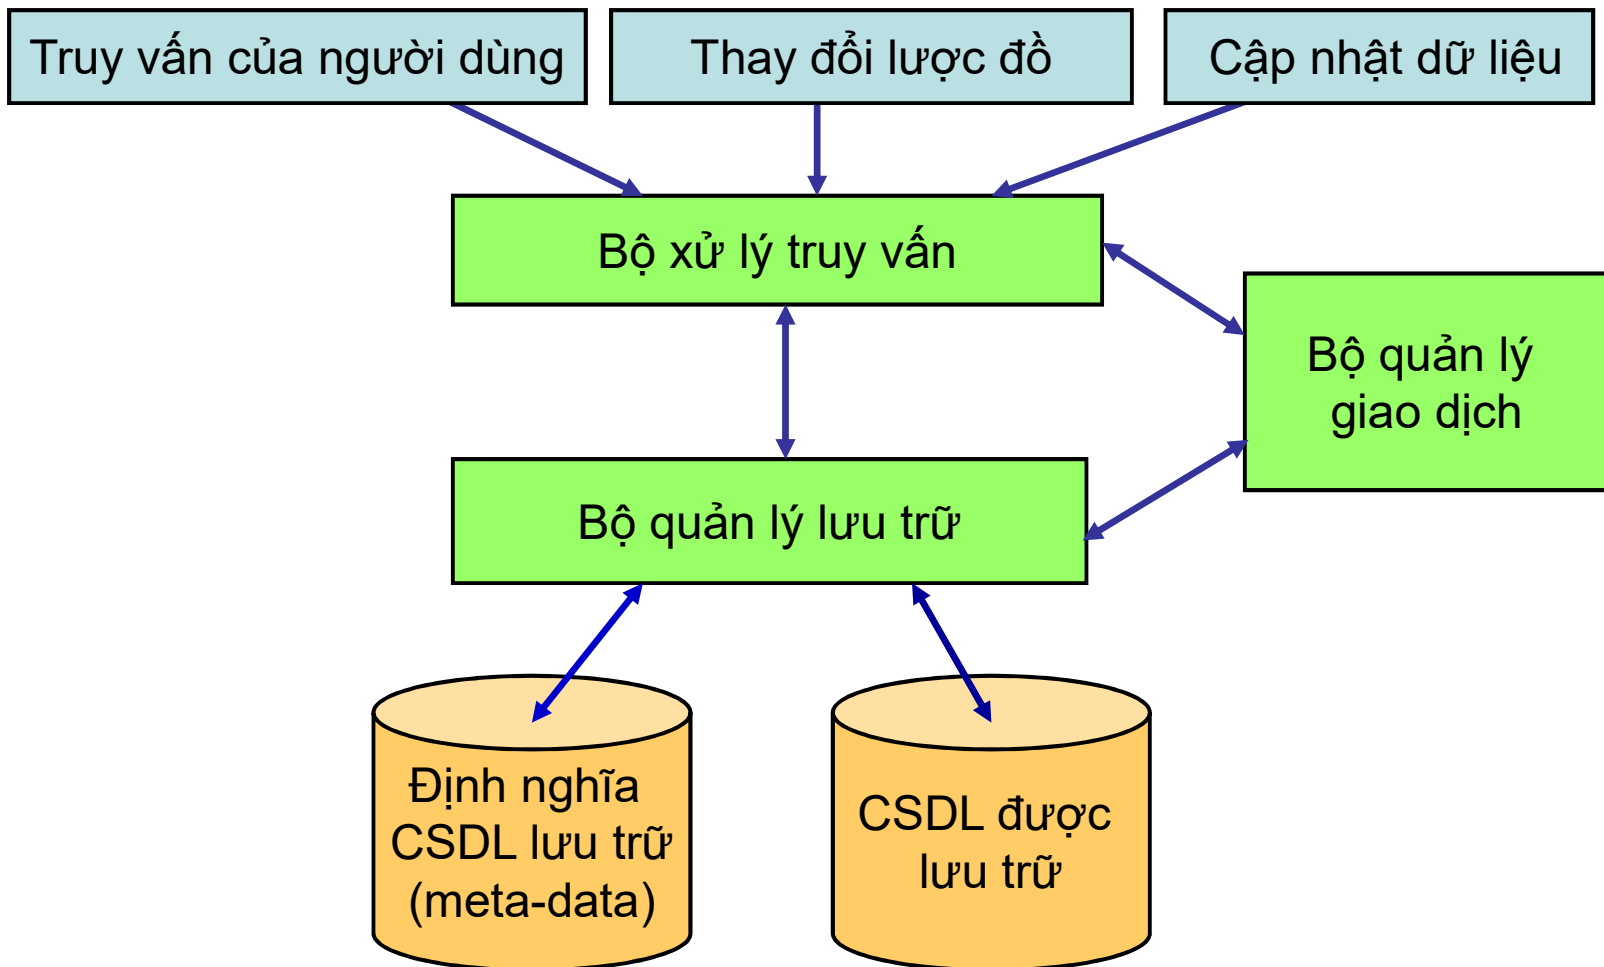 Truy vấn của người dùng
Thay đổi lược đồ
Cập nhật dữ liệu
Bộ xử lý truy vấn
Bộ quản lý
giao dịch
Bộ quản lý lưu trữ
Định nghĩa
CSDL lưu trữ
(meta-data)
CSDL được
lưu trữ